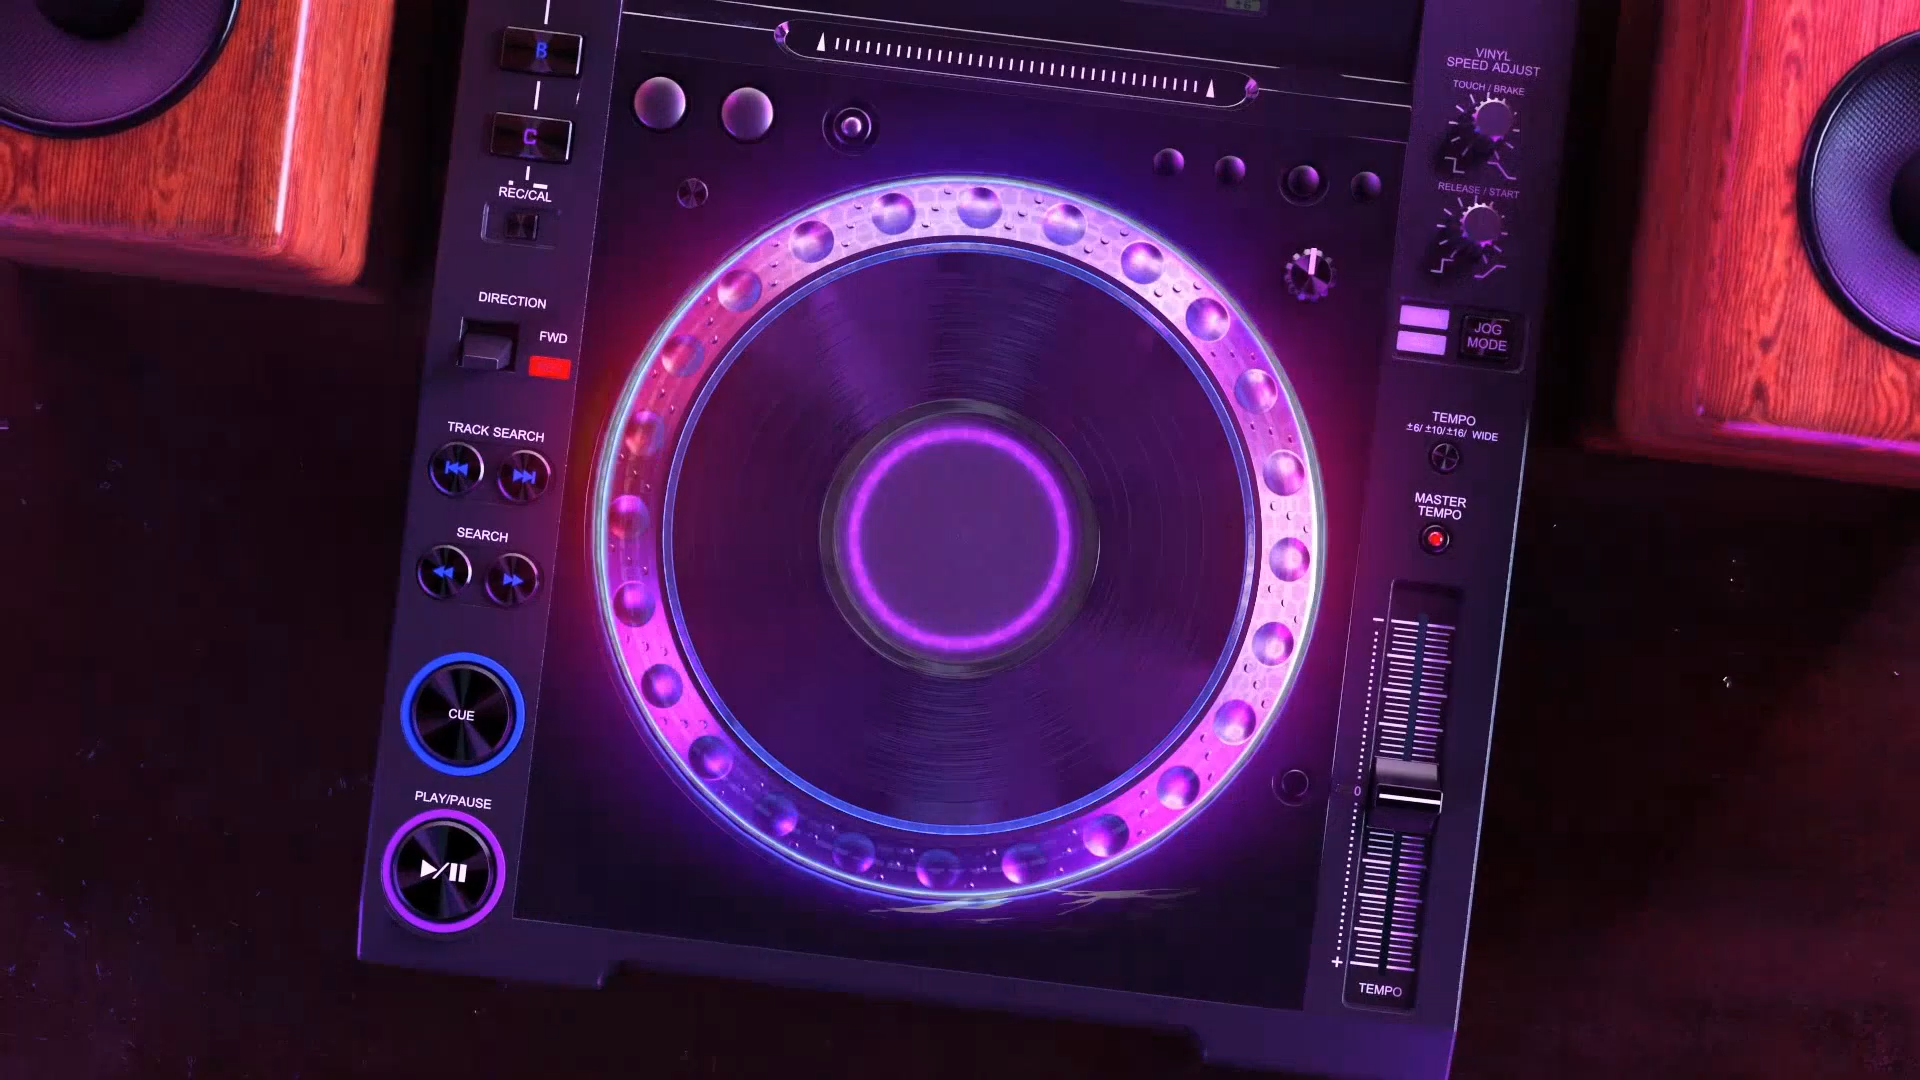 B
C
REC/CAL
DIRECTION
FWD
TRACK SEARCH
SEARCH
CUE
PLAY/PAUSE
VINYL
SPEED ADJUST
TOUCH / BRAKE
RELEASE / START
JOG
MODE
TEMPO
±6/ ±10/ ±16/ WIDE
MASTER
TEMPO
0
+
TEMPO